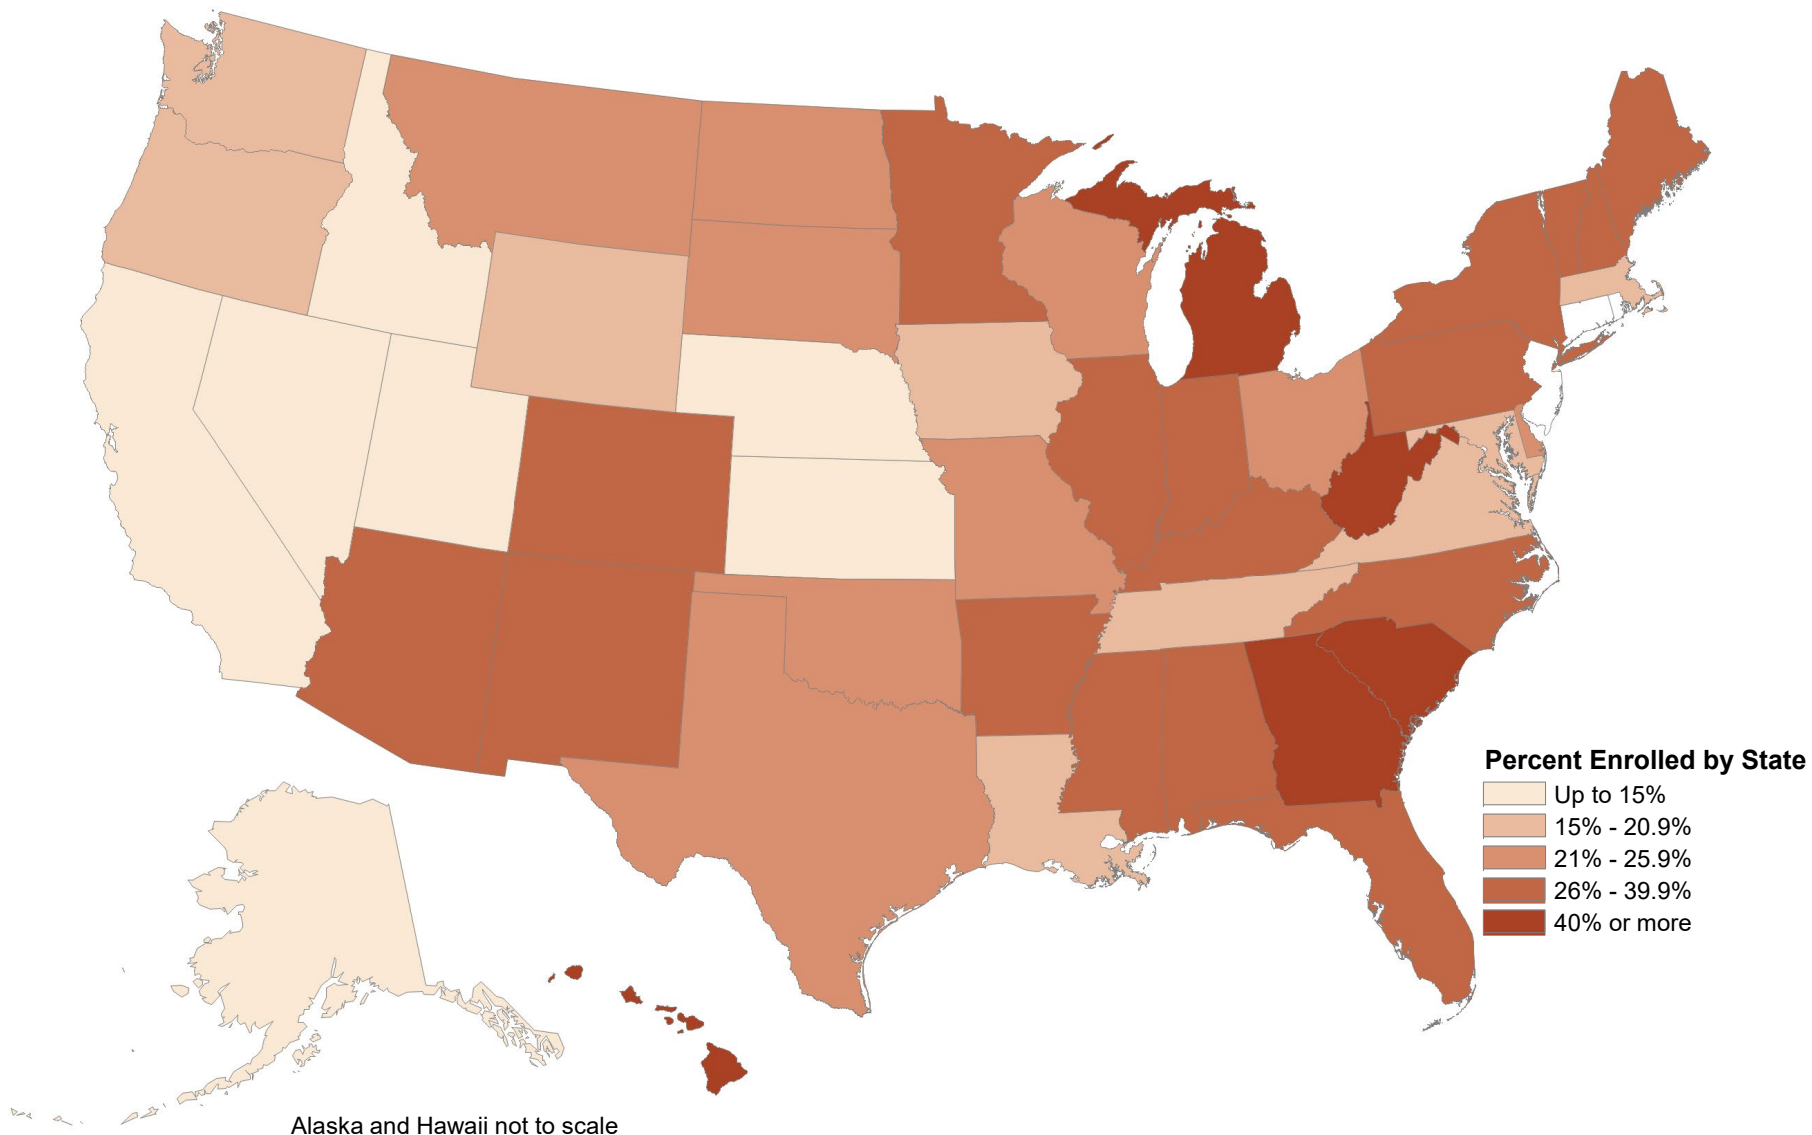 Percent Enrolled by State
Up to 15%
15% - 20.9%
21% - 25.9%
26% - 39.9%
40% or more
Alaska and Hawaii not to scale